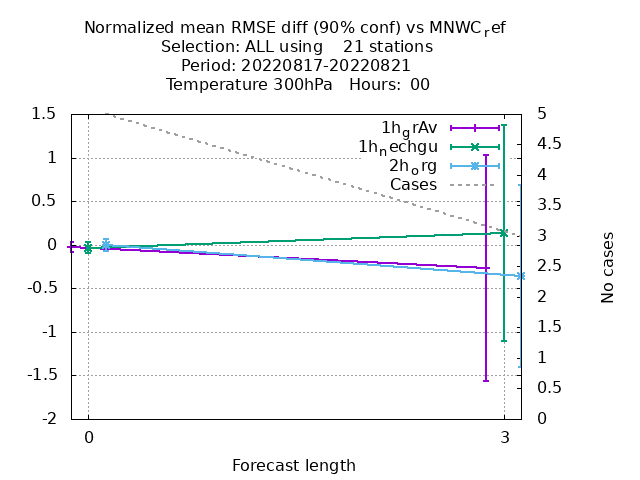 Normalized mean RMSE diff (90% conf) vs MNWC_ref
Selection: ALL using    21 stations
Period: 20220817-20220821
Temperature 300hPa   Hours:  00
1h_grAv
1h_nechgu
2h_org
Cases
1.5
1
0.5
0
-0.5
-1
-1.5
-2
5
4.5
4
3.5
3
2.5
2
1.5
1
0.5
0
No cases
0
3
Forecast length